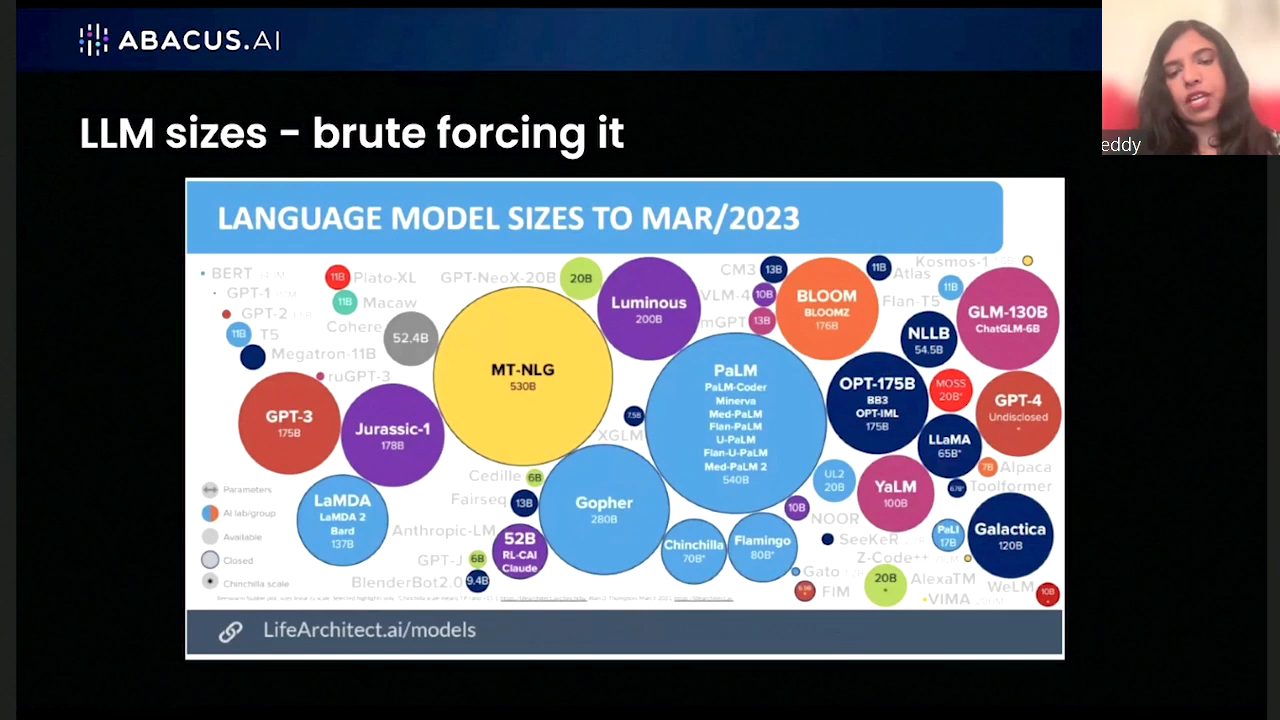 ABACUS.AI
eddy
LLM sizes - brute forcing it
LANGUAGE MODEL SIZES TO MAR/2023
BERT
GPT-1
GPT-2
11B
T5
Megatron-11B
ruGPT-3
11B
Plato-XL
11B
Macaw
Cohere
52.4B
GPT-NeoX-20B
20B
MT-NLG
530B
Luminous
200B
CM3
13B
VLM-4
10B
mGPT
13B
BLOOM
BLOOMZ
176B
11B
Atlas
Kosmos-1
Flan-T5
11B
NLLB
54.5B
GLM-130B
ChatGLM-6B
GPT-3
175B
Jurassic-1
178B
7.5B
XGLM
PaLM
PaLM-Coder
Minerva
Med-PaLM
Flan-PaLM
U-PaLM
Flan-U-PaLM
Med-PaLM 2
540B
OPT-175B
BB3
OPT-IML
175B
MOSS
20B*
GPT-4
Undisclosed
*
LLaMA
65B*
7B
Alpaca
Toolformer
UL2
20B
YaLM
100B
Parameters
AI lab/group
Available
Closed
Chinchilla scale
LaMDA
LaMDA 2
Bard
137B
Cedille
6B
Fairseq
13B
Anthropic-LM
52B
RL-CAI
Claude
GPT-J
6B
BlenderBot2.0
9.4B
Gopher
280B
Chinchilla
70B*
Flamingo
80B*
10B
NOOR
SeeKeR
PaLI
17B
Galactica
120B
Z-Code++
Gato
FIM
20B
*
AlexaTM
VIMA
WeLM
10B
LifeArchitect.ai/models